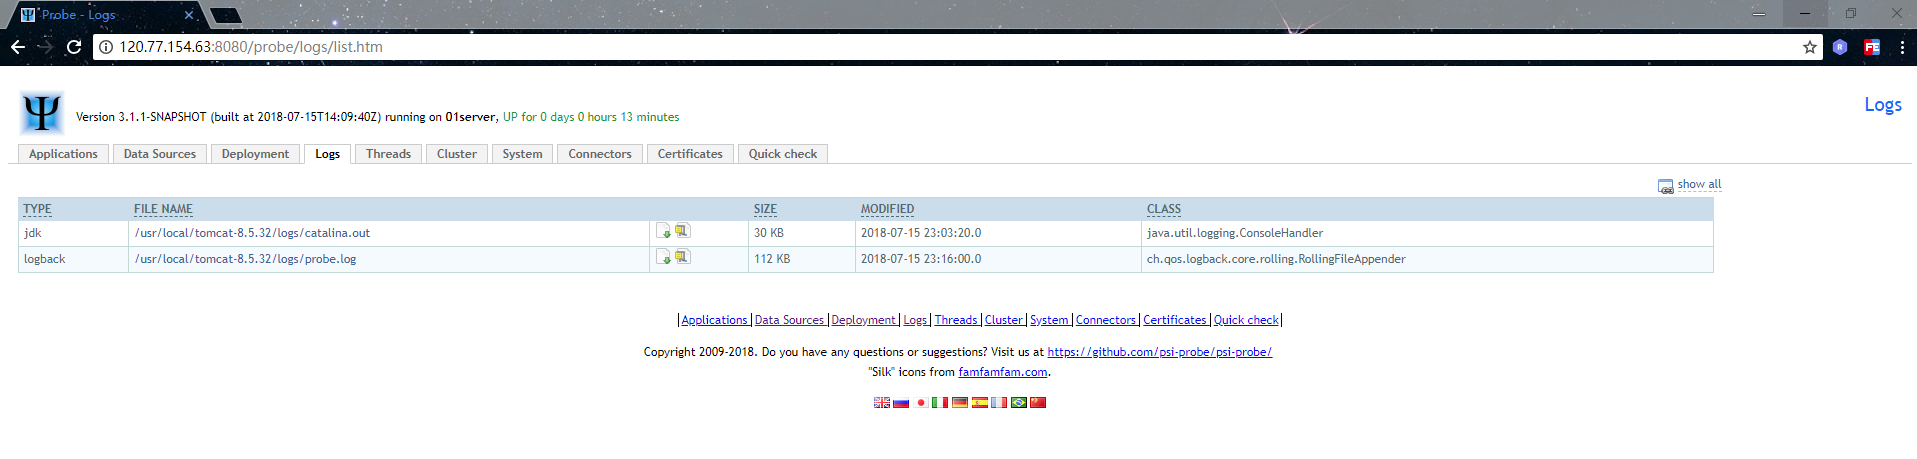 Probe - Logs
120.77.154.63:8080/probe/logs/list.htm
Logs
Version 3.1.1-SNAPSHOT (built at 2018-07-15T14:09:40Z) running on 01server, UP for 0 days 0 hours 13 minutes
Applications Data Sources Deployment Logs Threads Cluster System Connectors Certificates Quick check
show all
TYPE FILE NAME SIZE MODIFIED CLASS
jdk /usr/local/tomcat-8.5.32/logs/catalina.out 30 KB 2018-07-15 23:03:20.0 java.util.logging.ConsoleHandler
logback /usr/local/tomcat-8.5.32/logs/probe.log 112 KB 2018-07-15 23:16:00.0 ch.qos.logback.core.rolling.RollingFileAppender
|Applications |Data Sources |Deployment |Logs |Threads |Cluster |System |Connectors |Certificates |Quick check|
Copyright 2009-2018. Do you have any questions or suggestions? Visit us at https://github.com/psi-probe/psi-probe/
"Silk" icons from famfamfam.com.